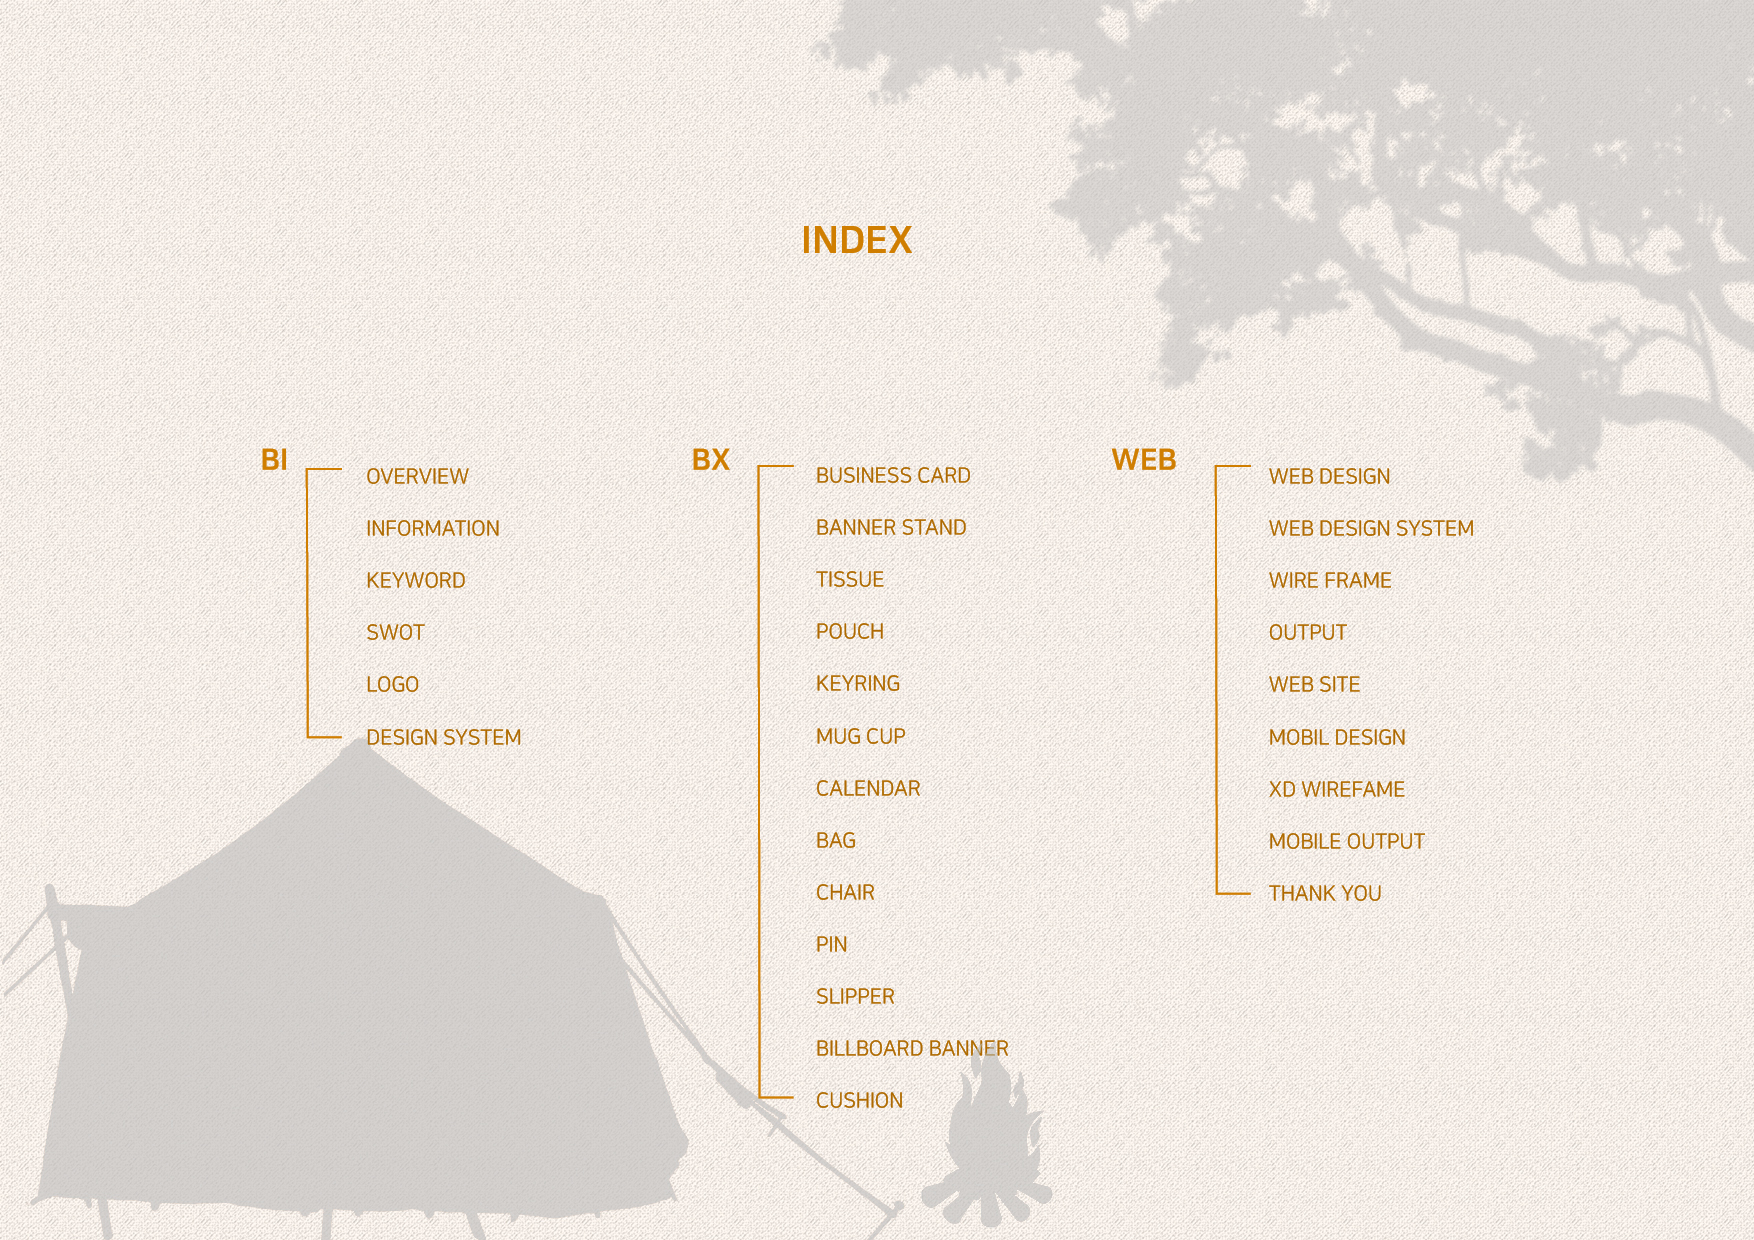 INDEX
BI
OVERVIEW
INFORMATION
KEYWORD
SWOT
LOGO
DESIGN SYSTEM
BX
BUSINESS CARD
BANNER STAND
TISSUE
POUCH
KEYRING
MUG CUP
CALENDAR
BAG
CHAIR
PIN
SLIPPER
BILLBOARD BANNER
CUSHION
WEB
WEB DESIGN
WEB DESIGN SYSTEM
WIRE FRAME
OUTPUT
WEB SITE
MOBIL DESIGN
XD WIREFAME
MOBILE OUTPUT
THANK YOU